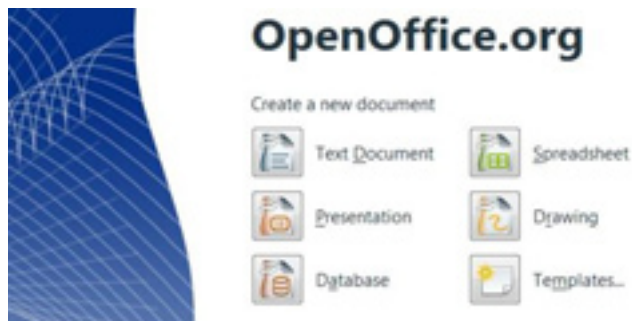 OpenOffice.org
Create a new document
Text Document
Spreadsheet
Presentation
Drawing
Database
Templates...